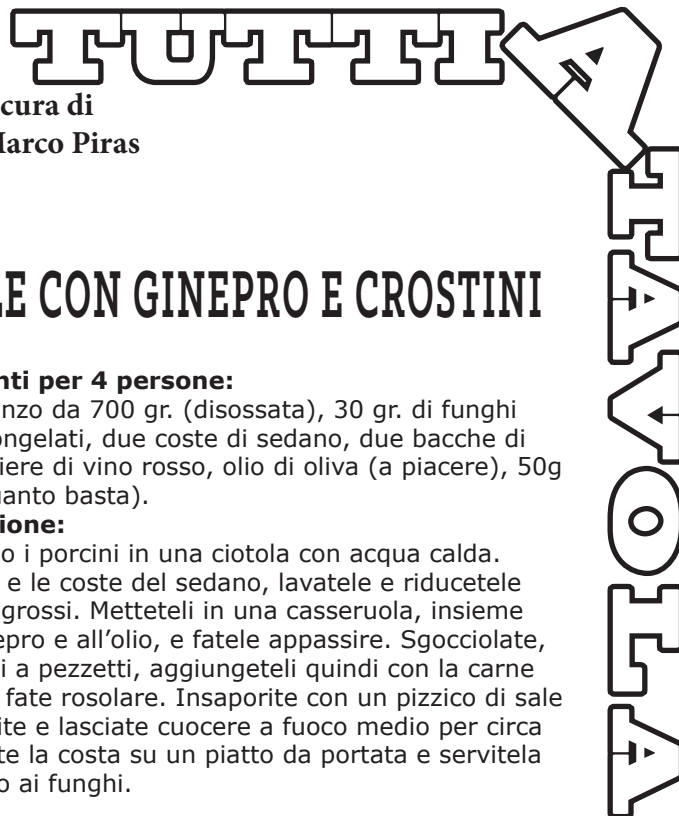 TUTTI A TAVOLA
cura di
Marco Piras
LE CON GINEPRO E CROSTINI
nti per 4 persone:
nzo da 700 gr. (disossata), 30 gr. di funghi
ongelati, due coste di sedano, due bacche di
iere di vino rosso, olio di oliva (a piacere), 50g
uanto basta).
ione:
o i porcini in una ciotola con acqua calda.
e le coste del sedano, lavatele e riducetele
grossi. Metteteli in una casseruola, insieme
epro e all'olio, e fatele appassire. Sgocciolate,
i a pezzetti, aggiungeteli quindi con la carne
fate rosolare. Insaporite con un pizzico di sale
ite e lasciate cuocere a fuoco medio per circa
te la costa su un piatto da portata e servitela
o ai funghi.